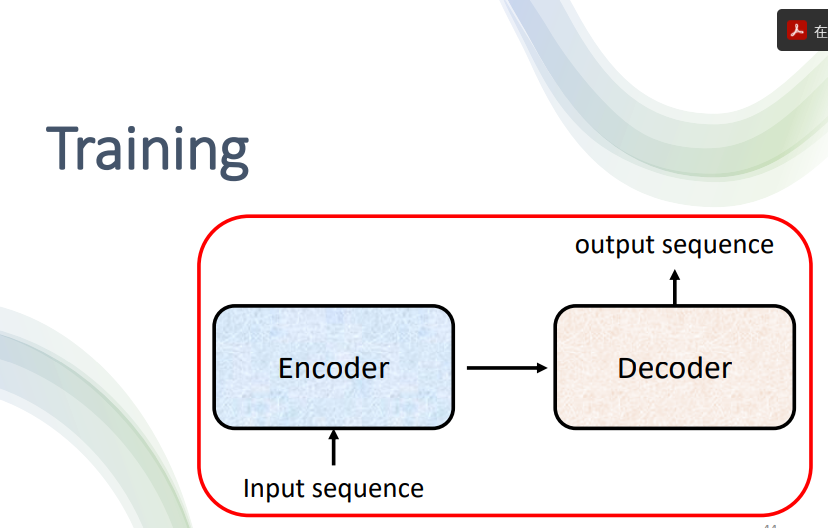 在
Training
output sequence
Encoder
Decoder
Input sequence